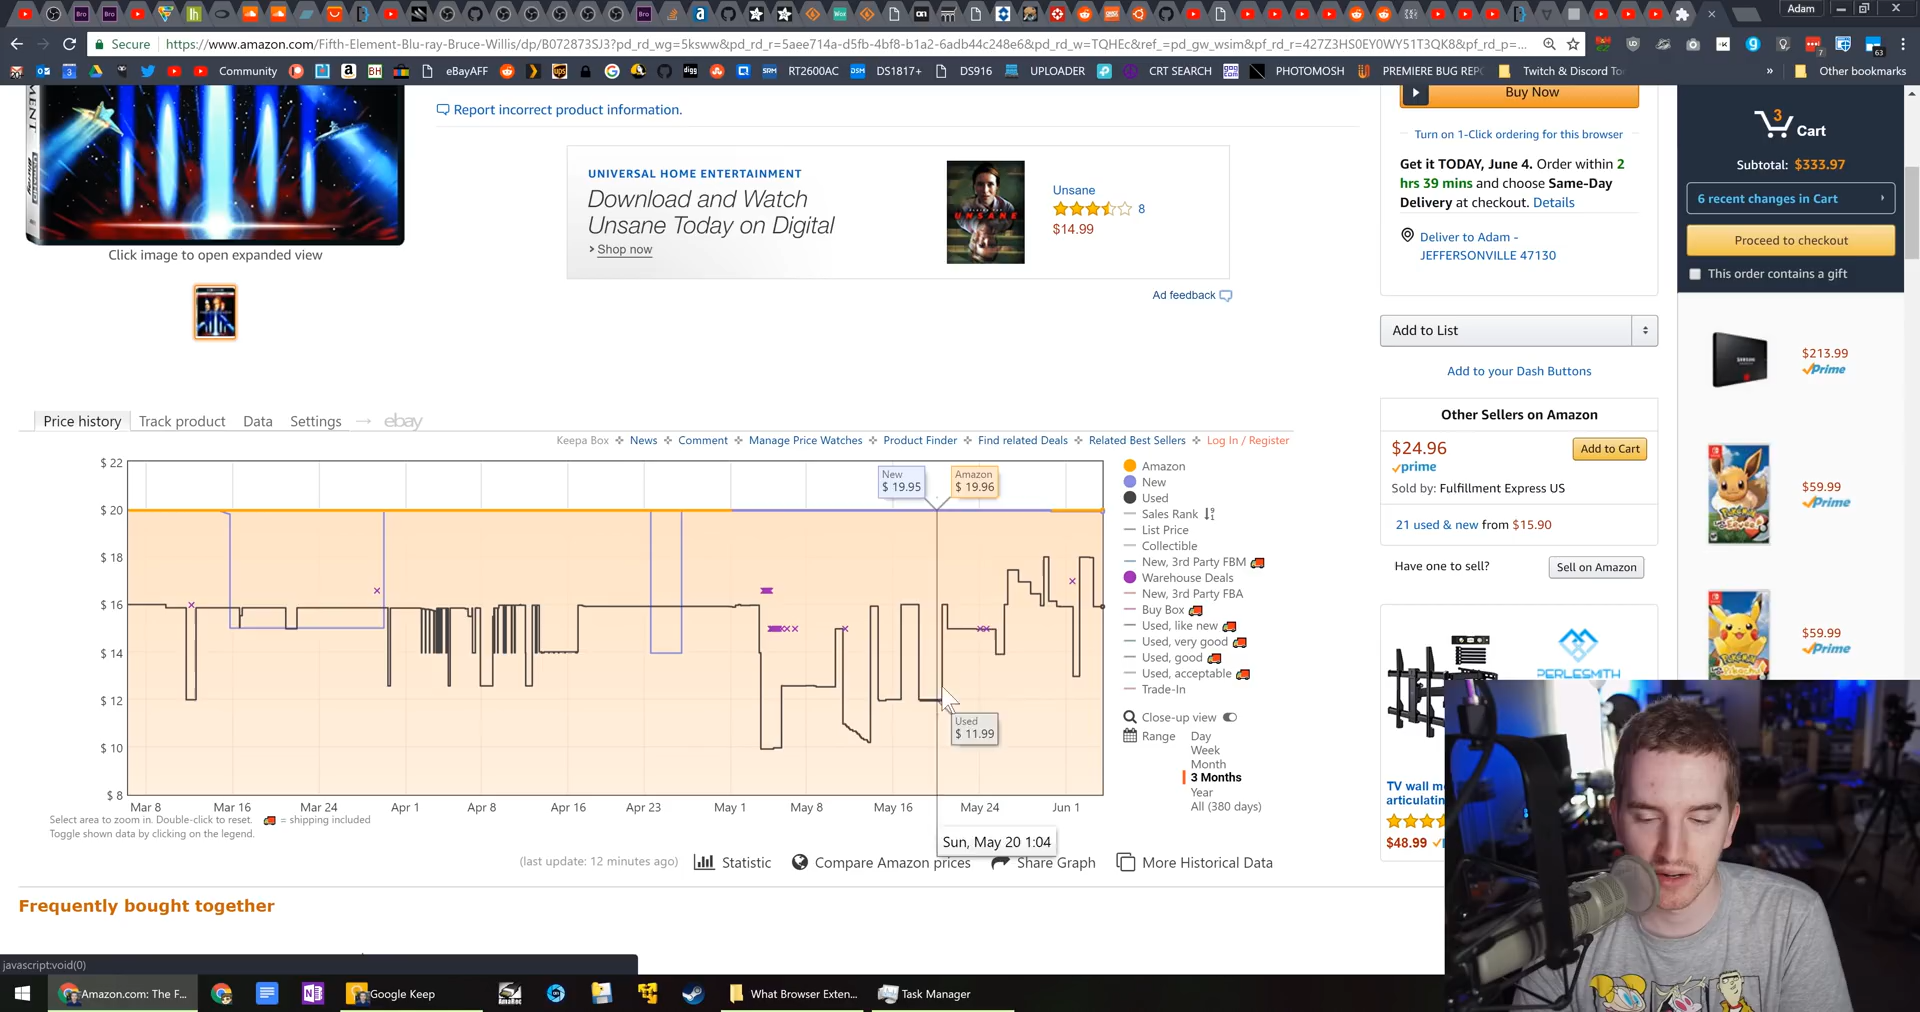 Adam
Secure
https://www.amazon.com/Fifth-Element-Blu-ray-Bruce-Willis/dp/B072873SJ3?pd_rd_wg=5ksww&pd_rd_r=5aee714a-d5fb-4bf8-b1a2-6adb44c248e6&pd_rd_w=TQHEc&ref_=pd_gw_wsim&pf_rd_r=427Z3HS0EY0WY51T3QK8&pf_rd_p=...
Community
eBayAFF
RT2600AC
DS1817+
DS916
UPLOADER
CRT SEARCH
PHOTOMOSH
PREMIERE BUG REP
Twitch & Discord To
»
Other bookmarks
Report incorrect product information.
UNIVERSAL HOME ENTERTAINMENT
Download and Watch
Unsane Today on Digital
› Shop now
UNSANE
Unsane
8
$14.99
Ad feedback
Click image to open expanded view
Buy Now
Turn on 1-Click ordering for this browser
Get it TODAY, June 4. Order within 2
hrs 39 mins and choose Same-Day
Delivery at checkout. Details
Deliver to Adam -
JEFFERSONVILLE 47130
Add to List
Add to your Dash Buttons
Other Sellers on Amazon
$24.96
Add to Cart
prime
Sold by: Fulfillment Express US
21 used & new from $15.90
Have one to sell?
Sell on Amazon
PERLESMITH
TV wall m
articulatin
$48.99
3
Cart
Subtotal: $333.97
6 recent changes in Cart
Proceed to checkout
This order contains a gift
$213.99
Prime
$59.99
Prime
$59.99
Prime
Price history
Track product
Data
Settings
ebay
Keepa Box
News
Comment
Manage Price Watches
Product Finder
Find related Deals
Related Best Sellers
Log In / Register
$ 22
$ 20
$ 18
$ 16
$ 14
$ 12
$ 10
$ 8
New
$ 19.95
Amazon
$ 19.96
Used
$ 11.99
Mar 8
Mar 16
Mar 24
Apr 1
Apr 8
Apr 16
Apr 23
May 1
May 8
May 16
May 24
Jun 1
Sun, May 20 1:04
Amazon
New
Used
Sales Rank
List Price
Collectible
New, 3rd Party FBM
Warehouse Deals
New, 3rd Party FBA
Buy Box
Used, like new
Used, very good
Used, good
Used, acceptable
Trade-In
Close-up view
Range
Day
Week
Month
3 Months
Year
All (380 days)
Select area to zoom in. Double-click to reset.
= shipping included
Toggle shown data by clicking on the legend.
(last update: 12 minutes ago)
Statistic
Compare Amazon prices
Share Graph
More Historical Data
Frequently bought together
javascript:void(0)
Amazon.com: The F...
Google Keep
What Browser Exten...
Task Manager